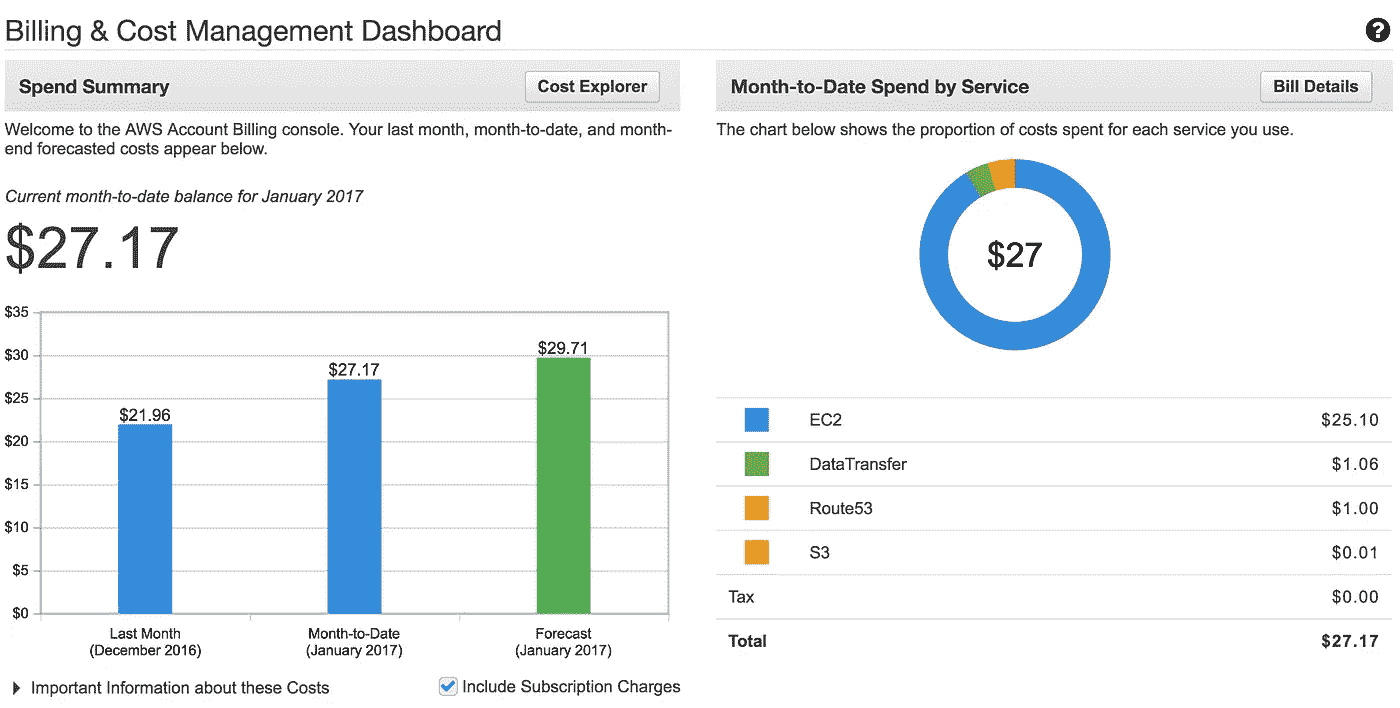 Billing & Cost Management Dashboard
?
Spend Summary
Cost Explorer
Welcome to the AWS Account Billing console. Your last month, month-to-date, and month-
end forecasted costs appear below.
Current month-to-date balance for January 2017
$27.17
$35
$30
$25
$20
$15
$10
$5
$0
$21.96
$27.17
$29.71
Last Month
(December 2016)
Month-to-Date
(January 2017)
Forecast
(January 2017)
Important Information about these Costs
Include Subscription Charges
Month-to-Date Spend by Service
Bill Details
The chart below shows the proportion of costs spent for each service you use.
$27
EC2 $25.10
DataTransfer $1.06
Route53 $1.00
S3 $0.01
Tax $0.00
Total $27.17